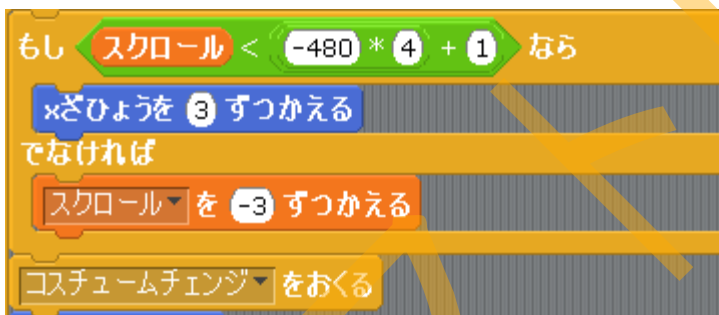 もし スクロール < -480 * 4 + 1 なら
xざひょうを 3 ずつかえる
でなければ
スクロール を -3 ずつかえる
コスチュームチェンジ をおくる